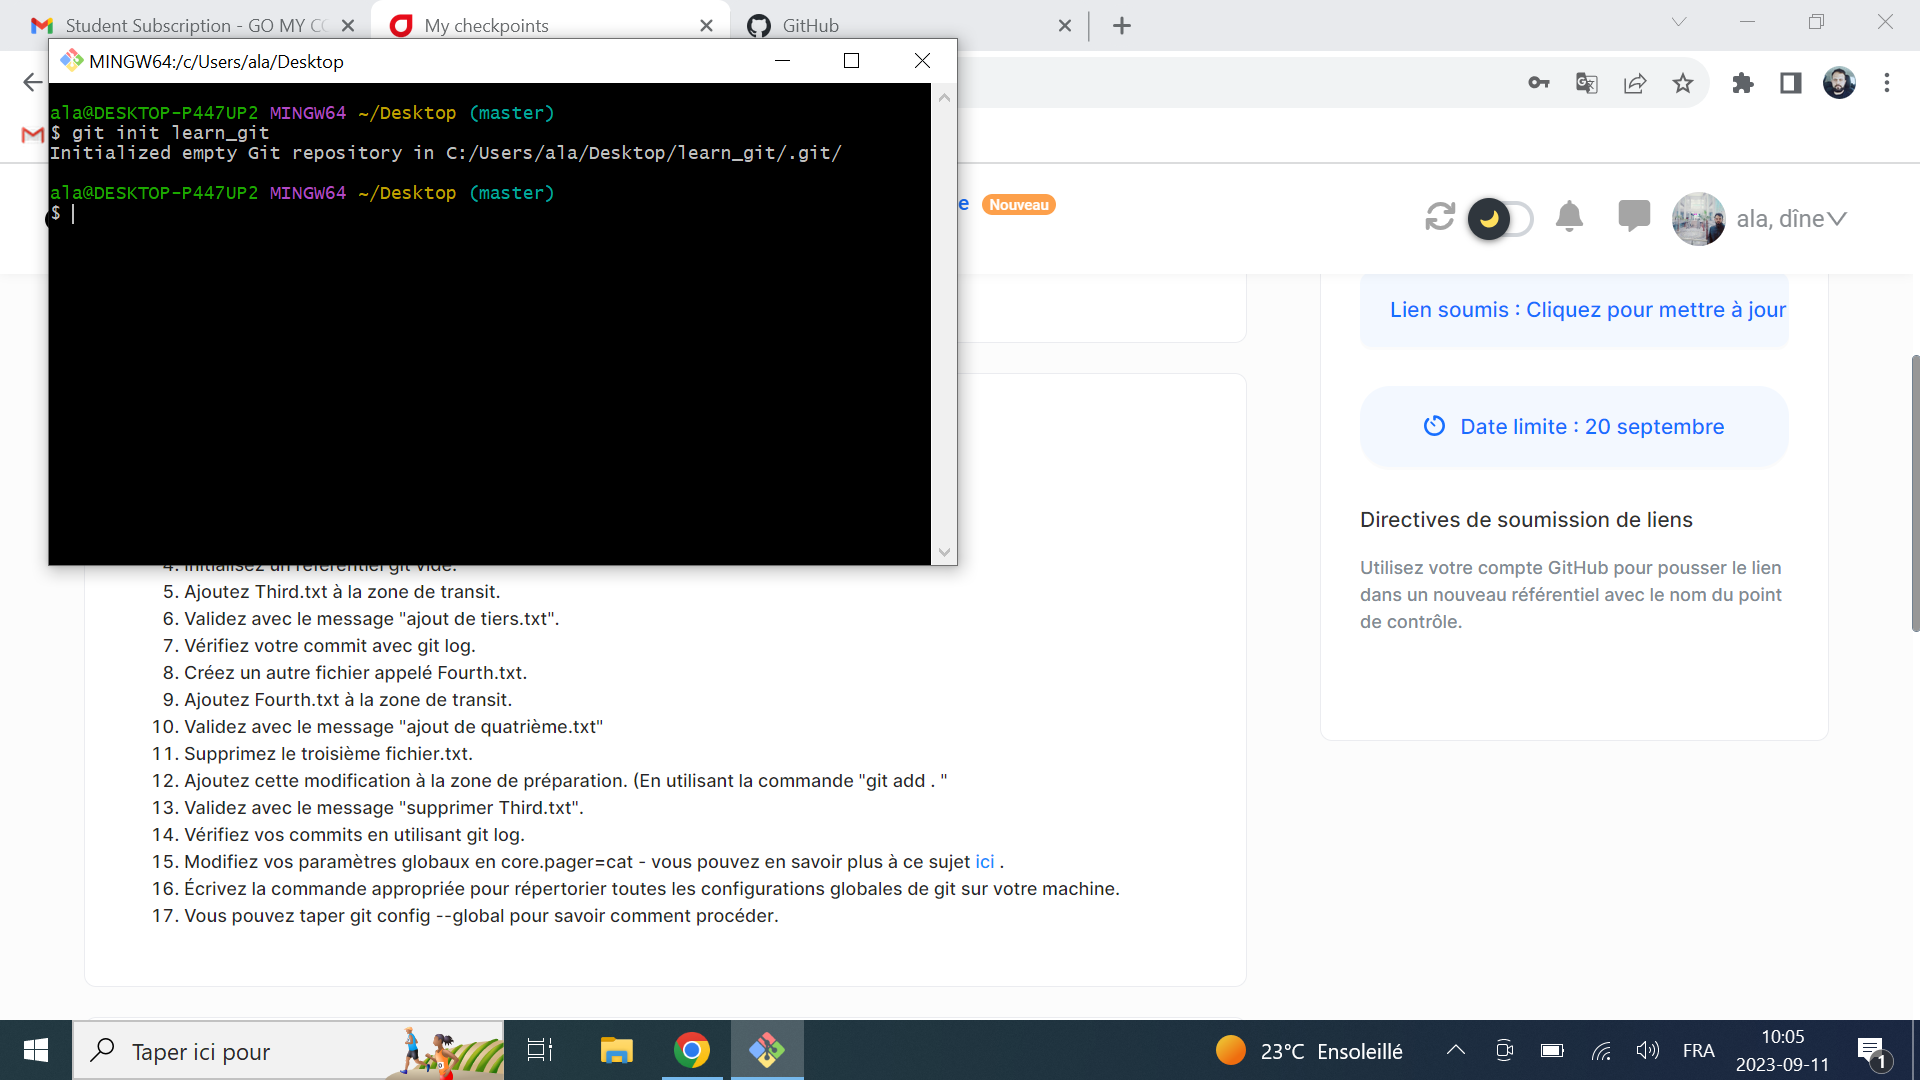 Student Subscription - GO MY CO
My checkpoints
GitHub
MINGW64:/c/Users/ala/Desktop
ala@DESKTOP-P447UP2 MINGW64 ~/Desktop (master)
$ git init learn_git
Initialized empty Git repository in C:/Users/ala/Desktop/learn_git/.git/
ala@DESKTOP-P447UP2 MINGW64 ~/Desktop (master)
$
e Nouveau
ala, dîne
Lien soumis : Cliquez pour mettre à jour
Date limite : 20 septembre
Directives de soumission de liens
Utilisez votre compte GitHub pour pousser le lien
dans un nouveau référentiel avec le nom du point
de contrôle.
4. Initialisez un référentiel git vide.
5. Ajoutez Third.txt à la zone de transit.
6. Validez avec le message "ajout de tiers.txt".
7. Vérifiez votre commit avec git log.
8. Créez un autre fichier appelé Fourth.txt.
9. Ajoutez Fourth.txt à la zone de transit.
10. Validez avec le message "ajout de quatrième.txt"
11. Supprimez le troisième fichier.txt.
12. Ajoutez cette modification à la zone de préparation. (En utilisant la commande "git add . "
13. Validez avec le message "supprimer Third.txt".
14. Vérifiez vos commits en utilisant git log.
15. Modifiez vos paramètres globaux en core.pager=cat - vous pouvez en savoir plus à ce sujet ici .
16. Écrivez la commande appropriée pour répertorier toutes les configurations globales de git sur votre machine.
17. Vous pouvez taper git config --global pour savoir comment procéder.
Taper ici pour
23°C Ensoleillé
FRA
10:05
2023-09-11
1